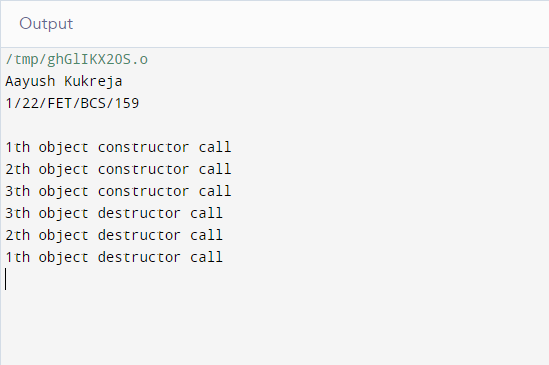 Output
/tmp/ghGlIKX2OS.o
Aayush Kukreja
1/22/FET/BCS/159
1th object constructor call
2th object constructor call
3th object constructor call
3th object destructor call
2th object destructor call
1th object destructor call